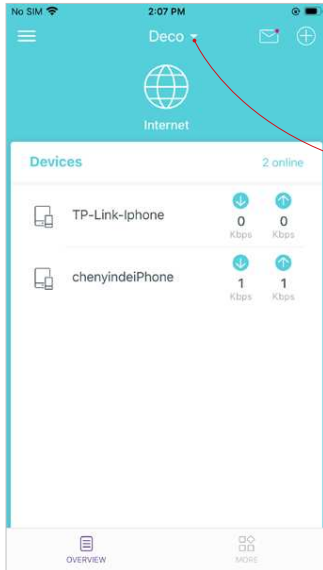 No SIM 2:07 PM
Deco
Internet
Devices 2 online
TP-Link-Iphone 0 0
Kbps Kbps
chenyindeiPhone 1 1
Kbps Kbps
OVERVIEW MORE